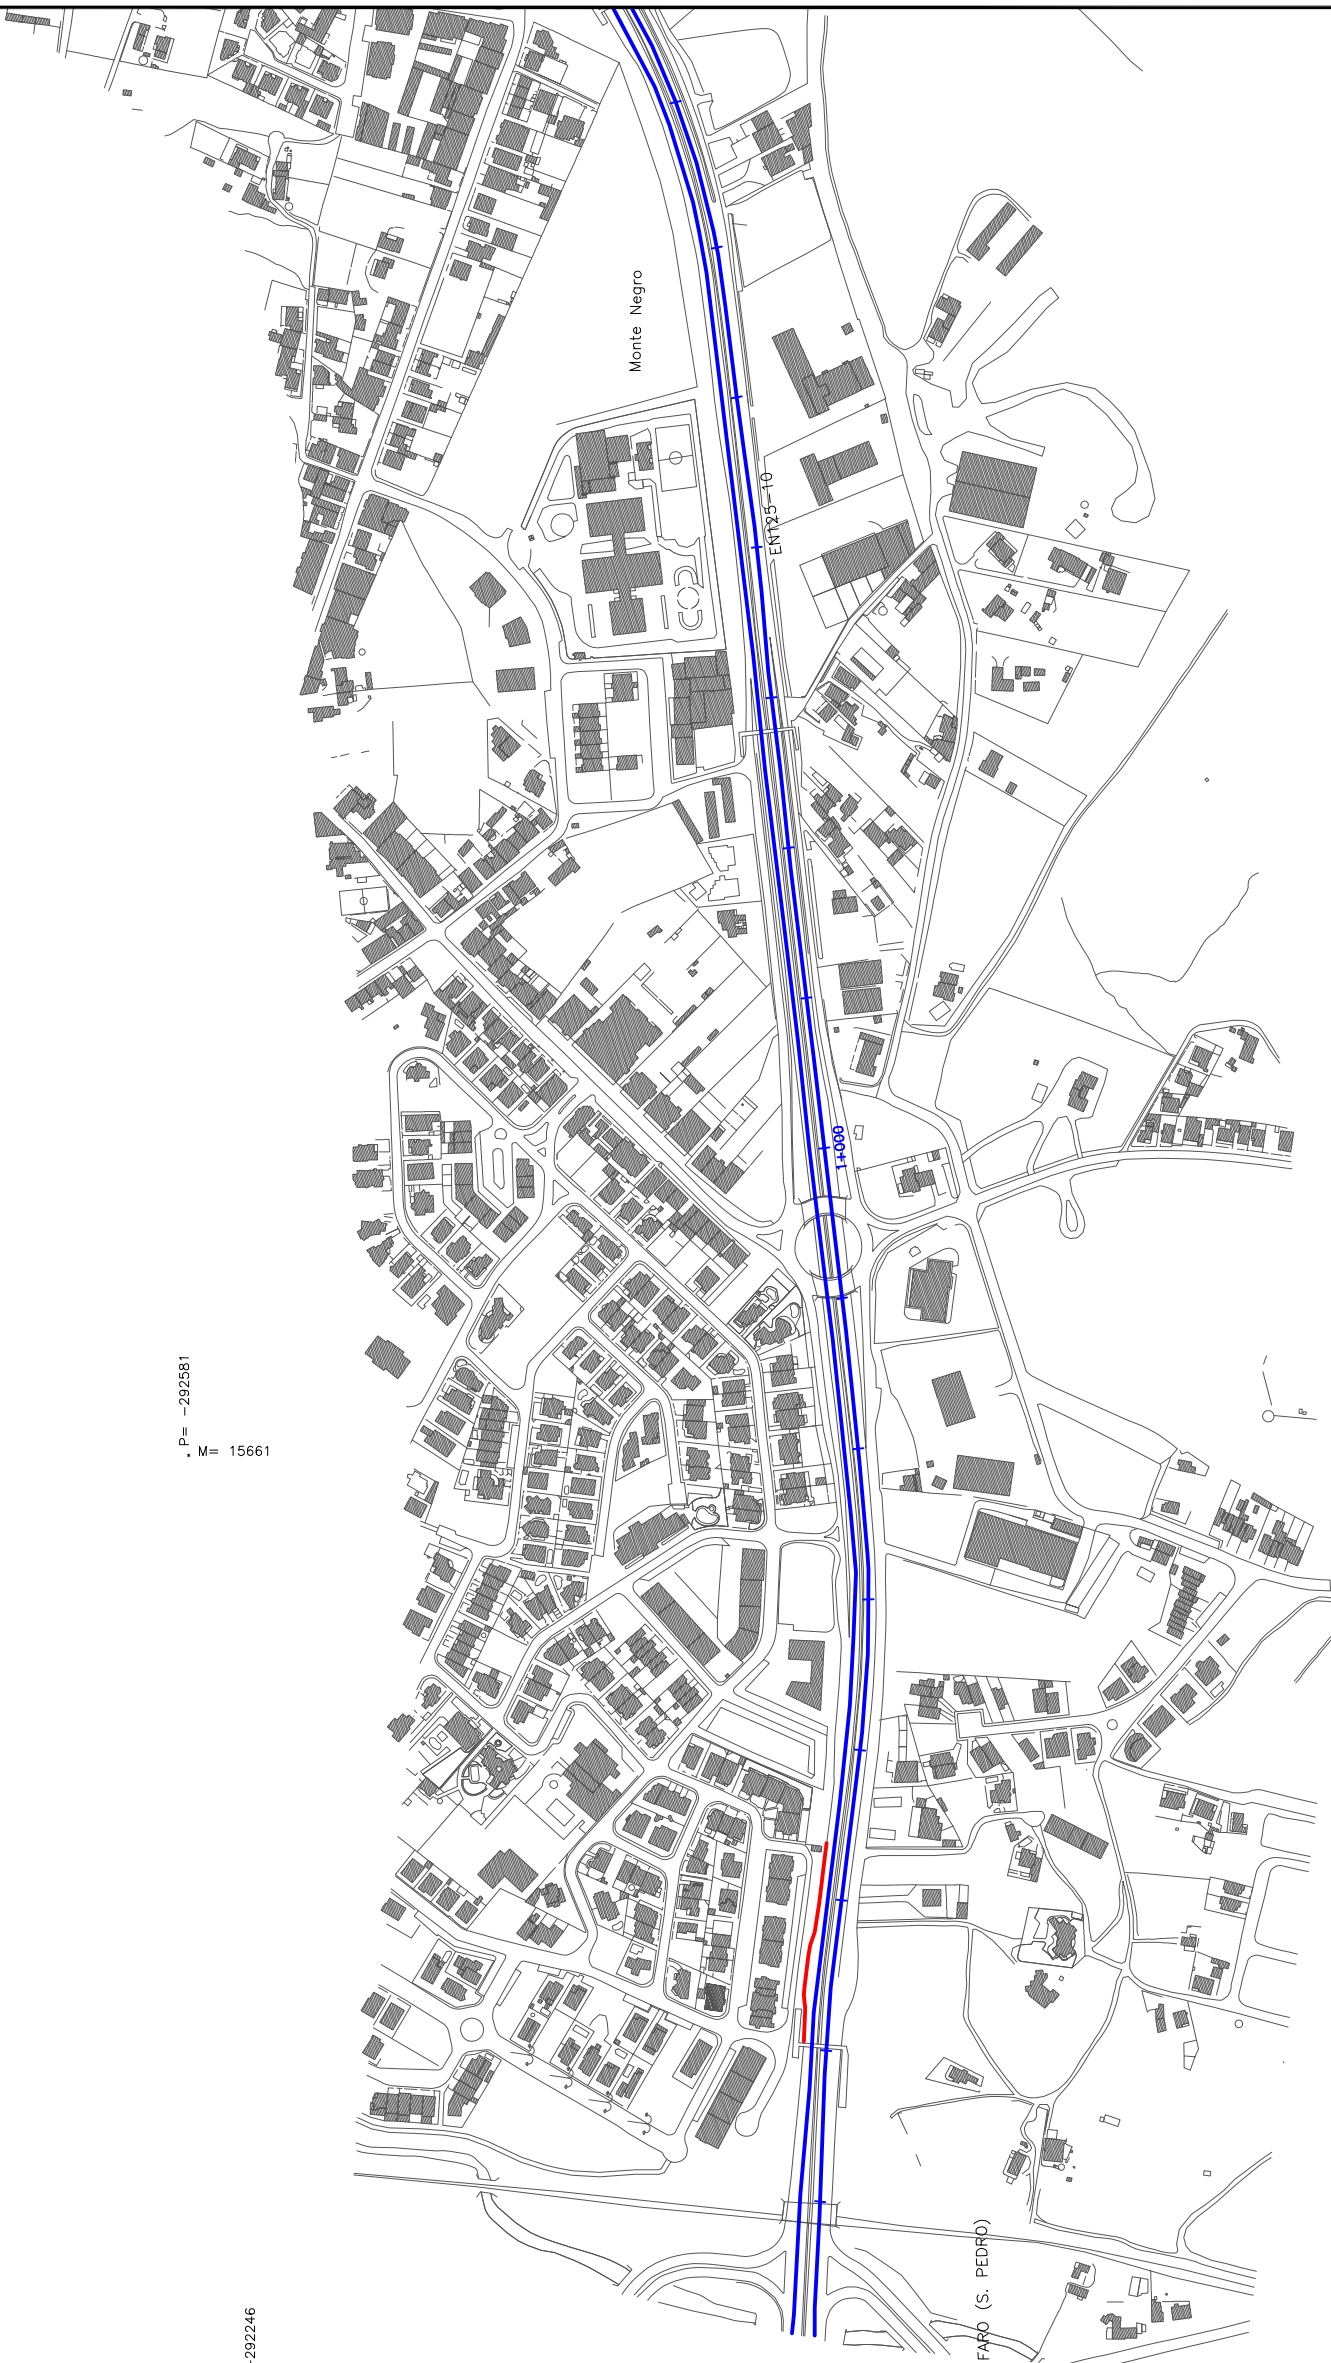 Monte Negro
EN125-10
1+000
P= -292581
M= 15661
-292246
FARO (S. PEDRO)